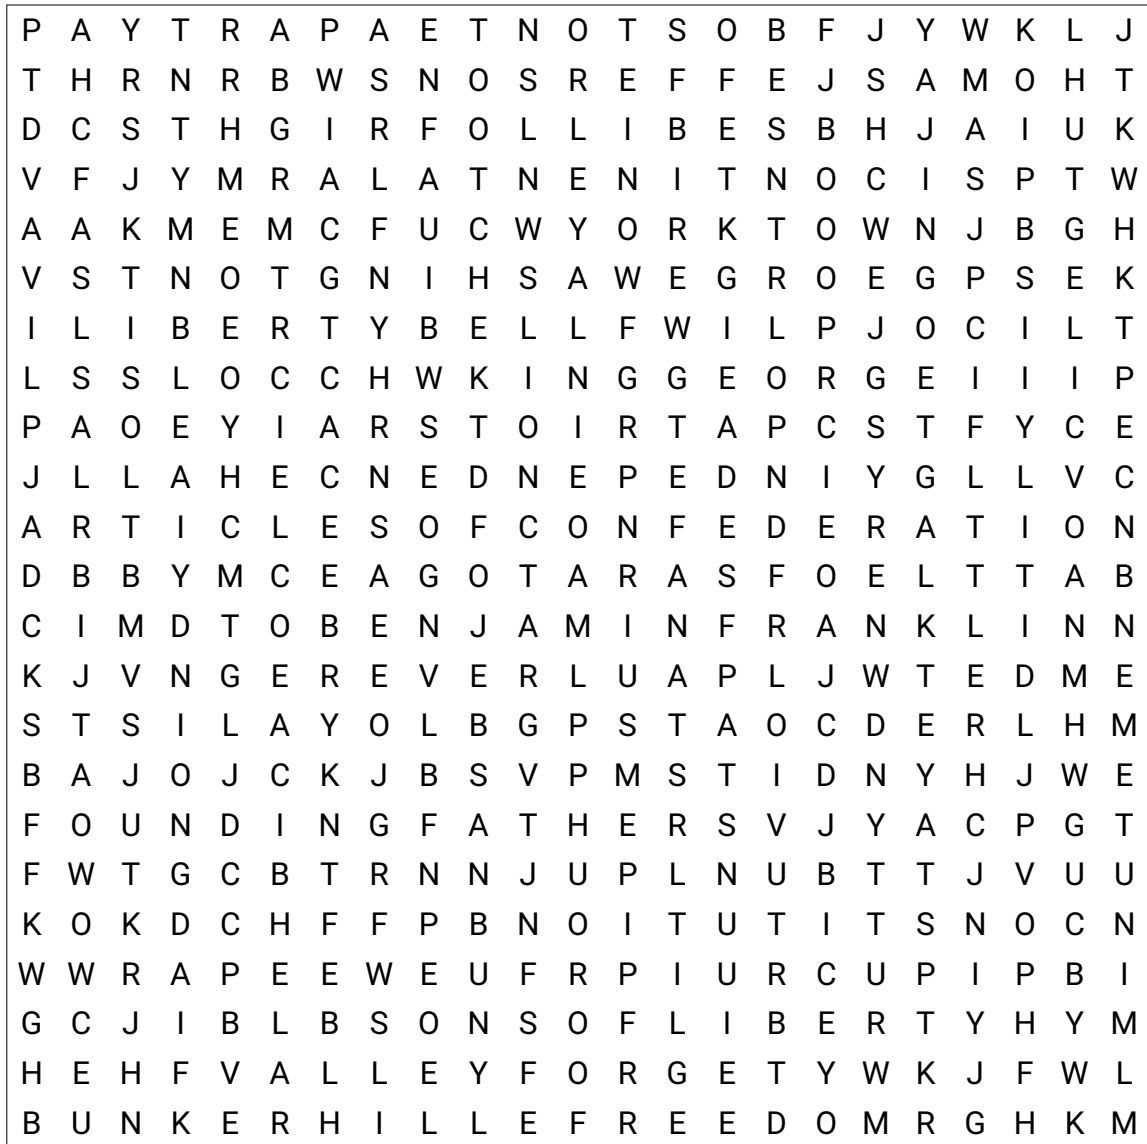 P A Y T R A P A E T N O T S O B F J Y W K L J
T H R N R B W S N O S R E F F E J S A M O H T
D C S T H G I R F O L L I B E S B H J A I U K
V F J Y M R A L A T N E N I T N O C I S P T W
A A K M E M C F U C W Y O R K T O W N J B G H
V S T N O T G N I H S A W E G R O E G P S E K
I L I B E R T Y B E L L F W I L P J O C I L T
L S S L O C C H W K I N G G E O R G E I I I P
P A O E Y I A R S T O I R T A P C S T F Y C E
J L L A H E C N E D N E P E D N I Y G L L V C
A R T I C L E S O F C O N F E D E R A T I O N
D B B Y M C E A G O T A R A S F O E L T T A B
C I M D T O B E N J A M I N F R A N K L I N N
K J V N G E R E V E R L U A P L J W T E D M E
S T S I L A Y O L B G P S T A O C D E R L H M
B A J O J C K J B S V P M S T I D N Y H J W E
F O U N D I N G F A T H E R S V J Y A C P G T
F W T G C B T R N N J U P L N U B T T J V U U
K O K D C H F F P B N O I T U T I T S N O C N
W W R A P E E W E U F R P I U R C U P I P B I
G C J I B L B S O N S O F L I B E R T Y H Y M
H E H F V A L L E Y F O R G E T Y W K J F W L
B U N K E R H I L L E F R E E D O M R G H K M